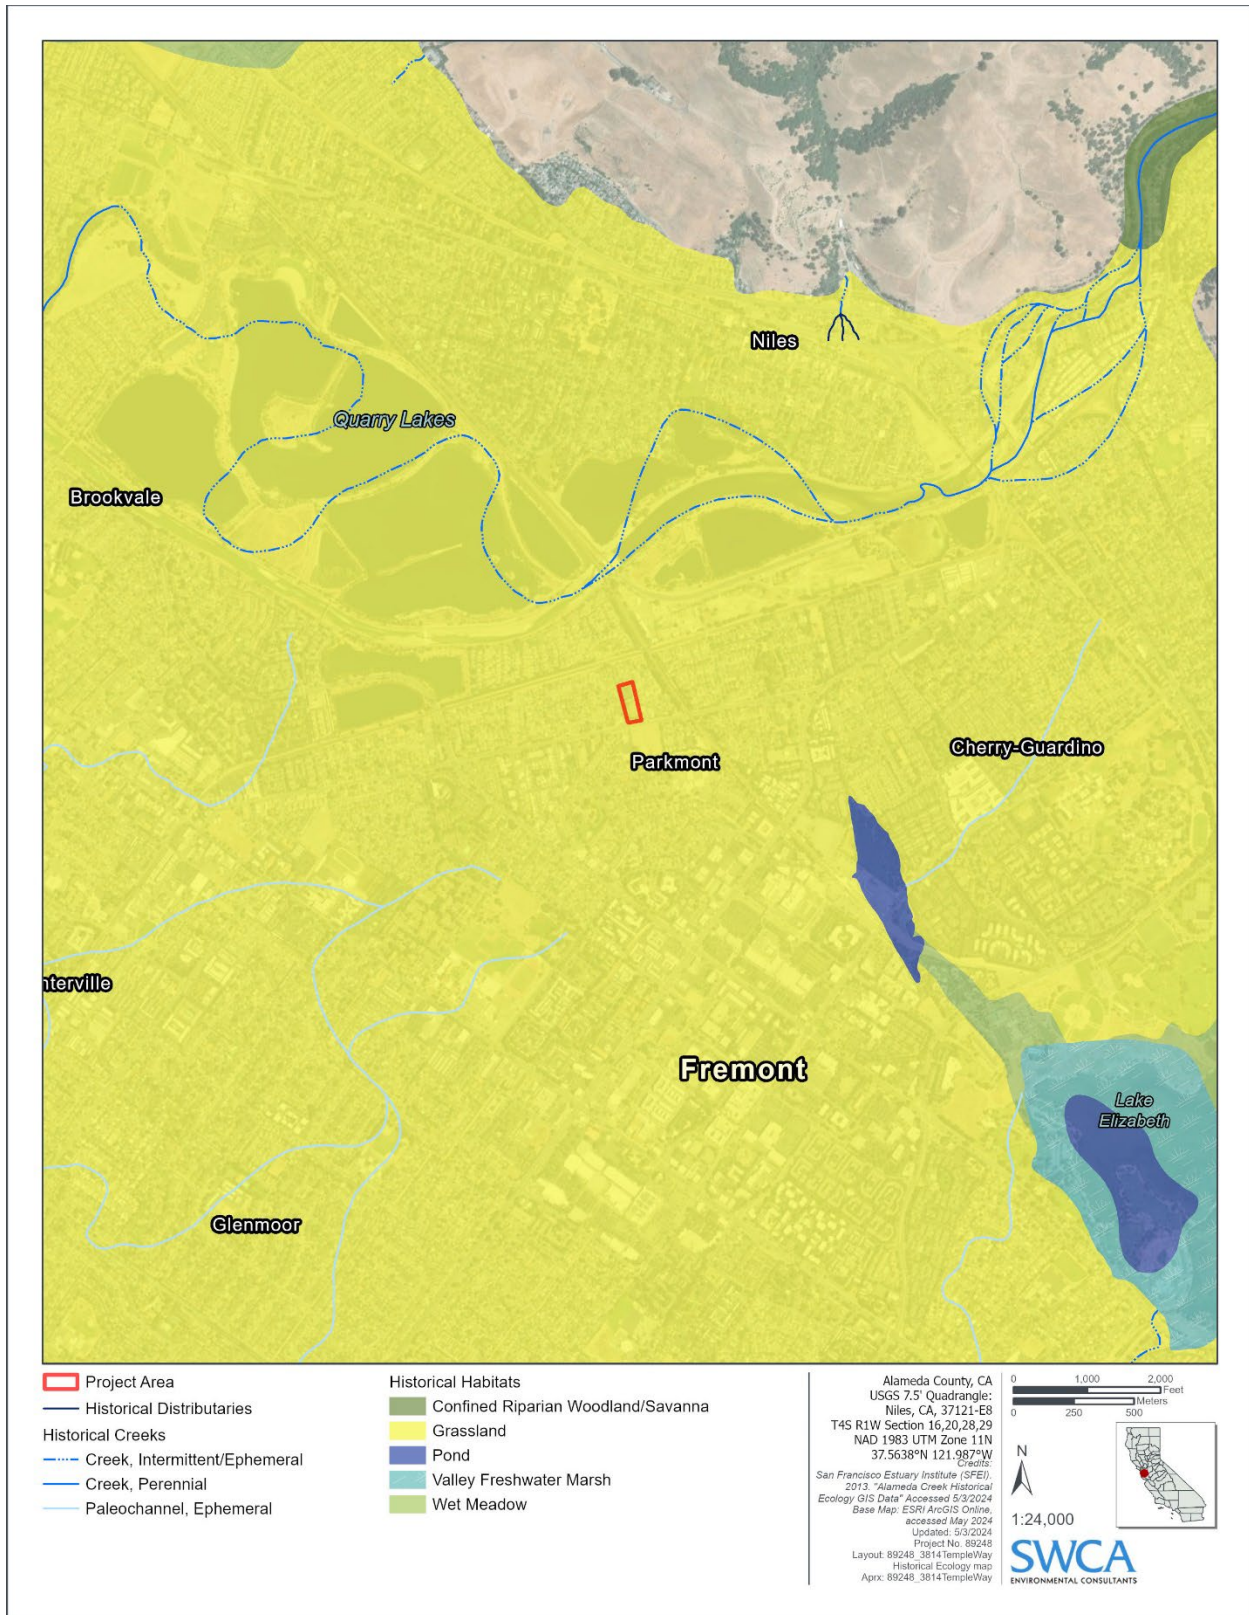 Niles
Quarry Lakes
Brookvale
Parkmont
Cherry-Guardino
nterville
Fremont
Lake
Elizabeth
Glenmoor
Project Area
Historical Distributaries
Historical Creeks
Creek, Intermittent/Ephemeral
Creek, Perennial
Paleochannel, Ephemeral
Historical Habitats
Confined Riparian Woodland/Savanna
Grassland
Pond
Valley Freshwater Marsh
Wet Meadow
Alameda County, CA
USGS 7.5' Quadrangle:
Niles, CA, 37121-E8
T4S R1W Section 16,20,28,29
NAD 1983 UTM Zone 11N
37.5638°N 121.987°W
Credits:
San Francisco Estuary Institute (SFEI).
2013. "Alameda Creek Historical
Ecology GIS Data" Accessed 5/3/2024
Base Map: ESRI ArcGIS Online,
accessed May 2024
Updated: 5/3/2024
Project No. 89248
Layout: 89248_3814TempleWay
Historical Ecology map
Aprx: 89248_3814TempleWay
0 1,000 2,000
Feet
Meters
0 250 500
N
1:24,000
SWCA
ENVIRONMENTAL CONSULTANTS